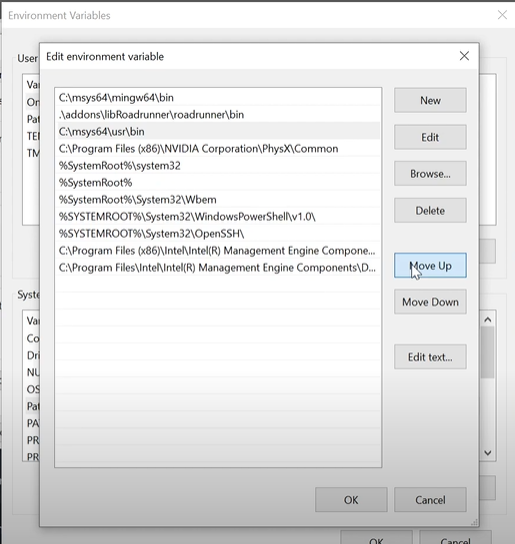 Environment Variables
User
Edit environment variable
Va
On
Pat
TE
TM
C:\msys64\mingw64\bin
.\addons\libRoadrunner\roadrunner\bin
C:\msys64\usr\bin
C:\Program Files (x86)\NVIDIA Corporation\PhysX\Common
%SystemRoot%\system32
%SystemRoot%
%SystemRoot%\System32\Wbem
%SYSTEMROOT%\System32\WindowsPowerShell\v1.0\
%SYSTEMROOT%\System32\OpenSSH\
C:\Program Files (x86)\Intel\Intel(R) Management Engine Compone...
C:\Program Files\Intel\Intel(R) Management Engine Components\D...
New
Edit
Browse...
Delete
Move Up
Move Down
Edit text...
Syste
Va
Co
Dri
NU
OS
Pat
PA
PR
PR
OK
Cancel
OK
Cancel